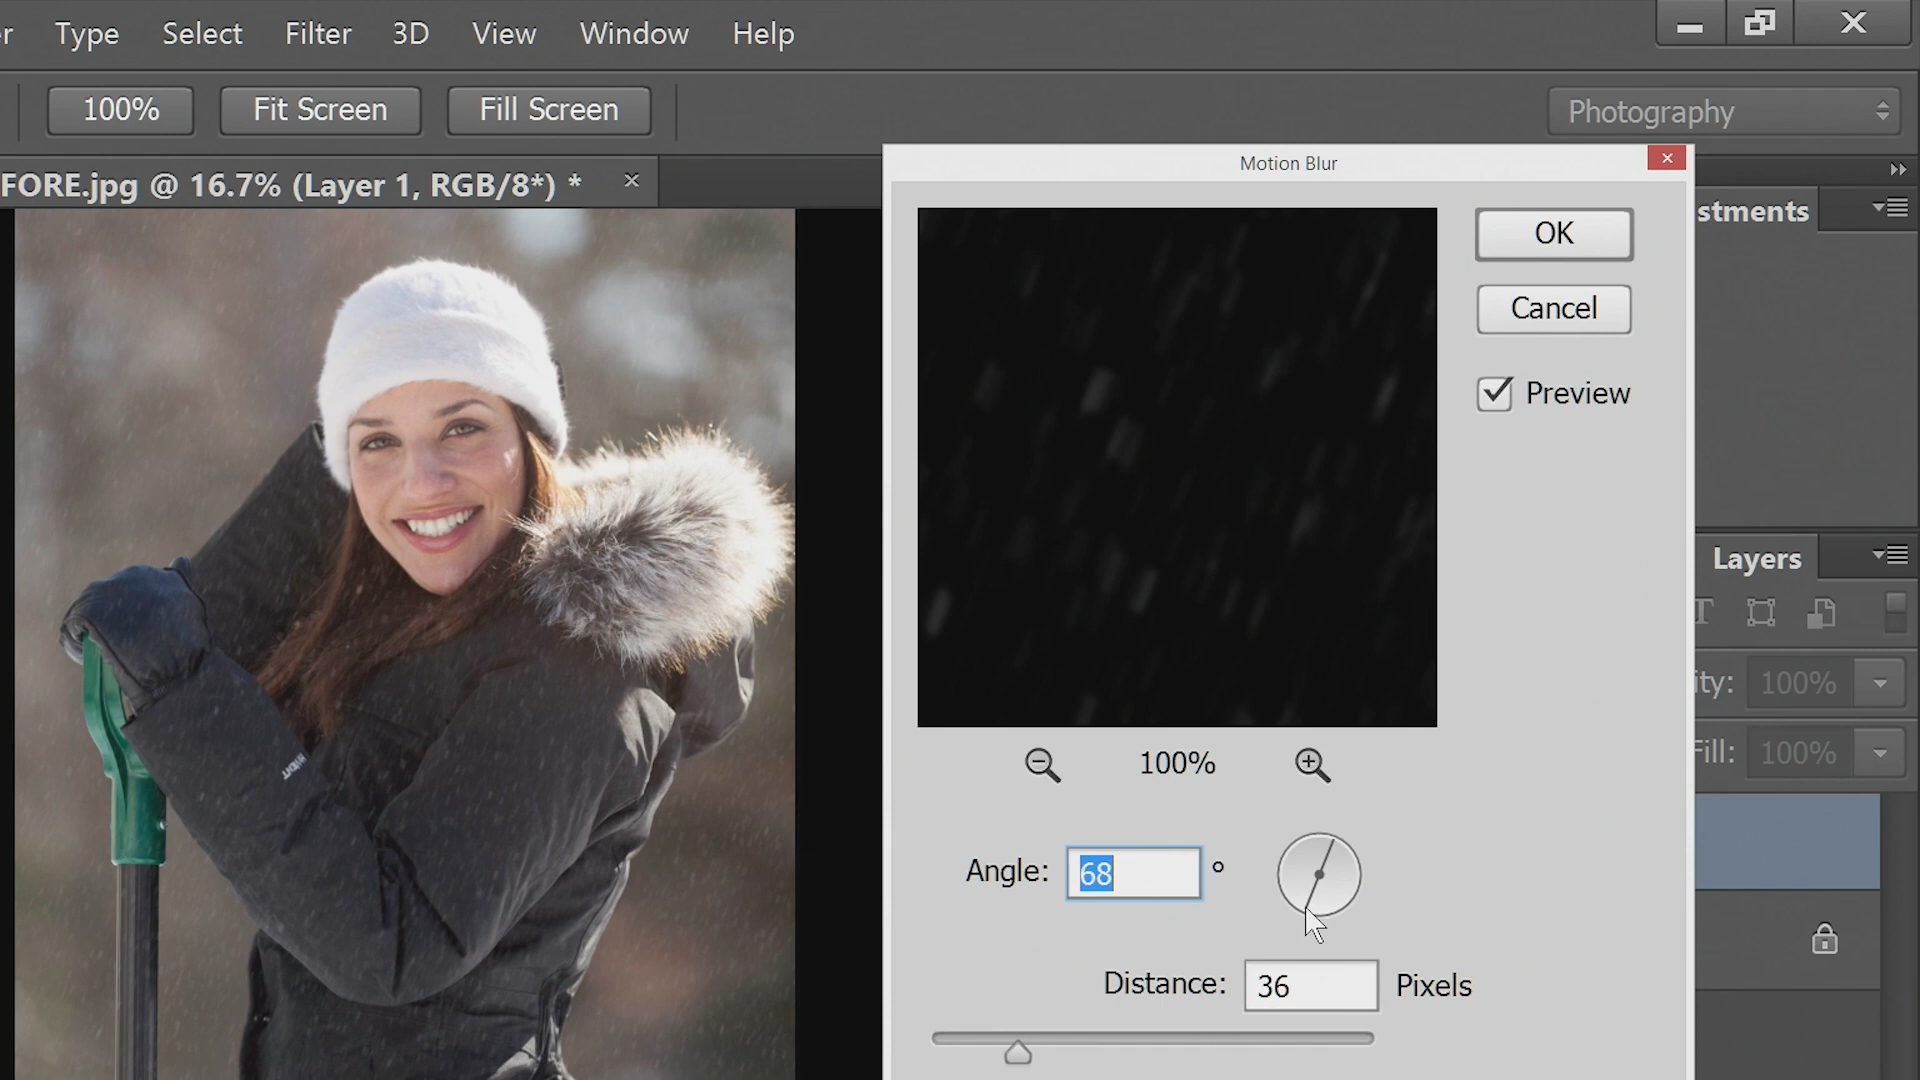 Type Select Filter 3D View Window Help
100% Fit Screen Fill Screen
Photography
FORE.jpg @ 16.7% (Layer 1, RGB/8*) * ×
Motion Blur
stments
OK
Cancel
Preview
Layers
ity: 100%
Fill: 100%
100%
Angle: 68 °
Distance: 36 Pixels